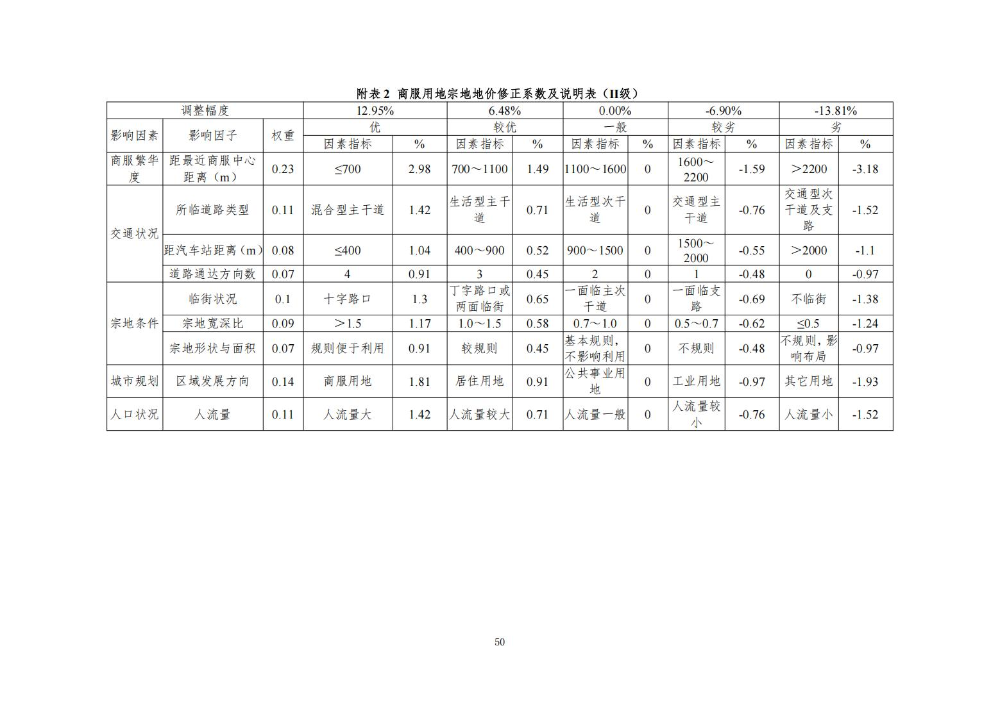 附表 2 商服用地宗地地价修正系数及说明表（II级）
调整幅度 12.95% 6.48% 0.00% -6.90% -13.81%
影响因素 影响因子 权重 优 较优 一般 较劣 劣
因素指标 % 因素指标 % 因素指标 % 因素指标 % 因素指标 %
商服繁华度 距最近商服中心距离（m） 0.23 ≤700 2.98 700～1100 1.49 1100～1600 0 1600～2200 -1.59 ＞2200 -3.18
交通状况 所临道路类型 0.11 混合型主干道 1.42 生活型主干道 0.71 生活型次干道 0 交通型主干道 -0.76 交通型次干道及支路 -1.52
距汽车站距离（m） 0.08 ≤400 1.04 400～900 0.52 900～1500 0 1500～2000 -0.55 ＞2000 -1.1
道路通达方向数 0.07 4 0.91 3 0.45 2 0 1 -0.48 0 -0.97
宗地条件 临街状况 0.1 十字路口 1.3 丁字路口或两面临街 0.65 一面临主次干道 0 一面临支路 -0.69 不临街 -1.38
宗地宽深比 0.09 ＞1.5 1.17 1.0～1.5 0.58 0.7～1.0 0 0.5～0.7 -0.62 ≤0.5 -1.24
宗地形状与面积 0.07 规则便于利用 0.91 较规则 0.45 基本规则，不影响利用 0 不规则 -0.48 不规则，影响布局 -0.97
城市规划 区域发展方向 0.14 商服用地 1.81 居住用地 0.91 公共事业用地 0 工业用地 -0.97 其它用地 -1.93
人口状况 人流量 0.11 人流量大 1.42 人流量较大 0.71 人流量一般 0 人流量较小 -0.76 人流量小 -1.52
50